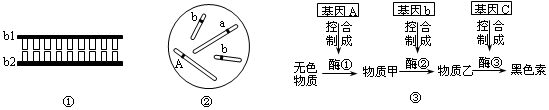 b1
b2
①
b
a
A
b
②
基因A 基因b 基因C
控合 控合 控合
制成 制成 制成
酶① 酶② 酶③
无色 物质甲 物质乙 黑色素
物质
③